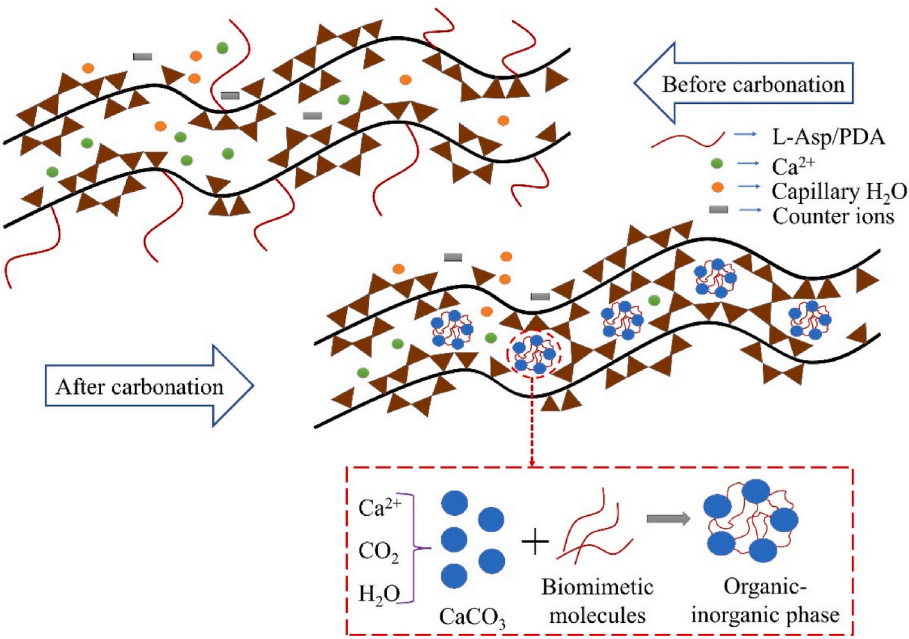 Before carbonation
L-Asp/PDA
Ca²⁺
Capillary H₂O
Counter ions
After carbonation
Ca²⁺
CO₂
H₂O
CaCO₃
+
Biomimetic
molecules
Organic-
inorganic phase